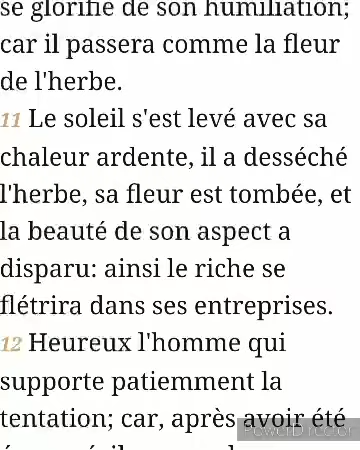 se glorifie de son humiliation;
car il passera comme la fleur
de l'herbe.
11 Le soleil s'est levé avec sa
chaleur ardente, il a desséché
l'herbe, sa fleur est tombée, et
la beauté de son aspect a
disparu: ainsi le riche se
flétrira dans ses entreprises.
12 Heureux l'homme qui
supporte patiemment la
tentation; car, après avoir été